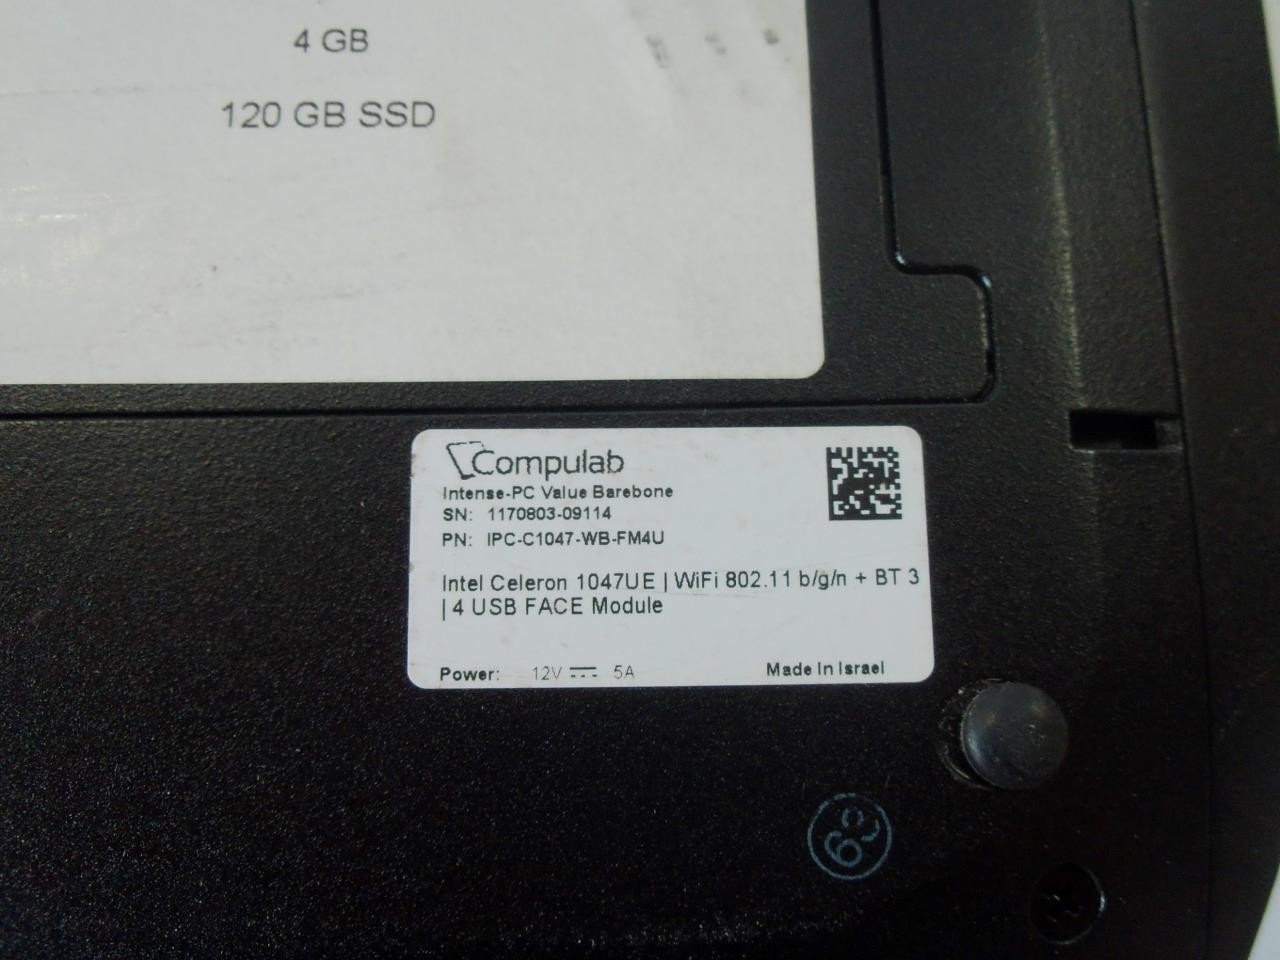 4 GB
120 GB SSD
Compulab
Intense-PC Value Barebone
SN: 1170803-09114
PN: IPC-C1047-WB-FM4U
Intel Celeron 1047UE | WiFi 802.11 b/g/n + BT 3
| 4 USB FACE Module
Power: 12V ⎓ 5A
Made In Israel